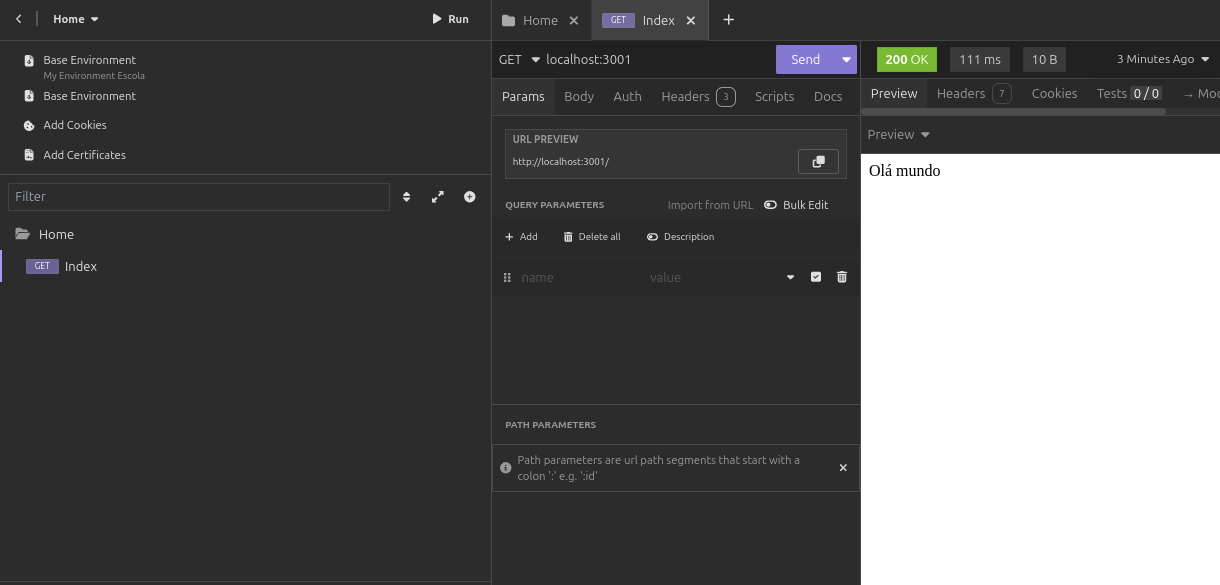 Home
Run
Base Environment
My Environment Escola
Base Environment
Add Cookies
Add Certificates
Filter
Home
GET Index
Home
GET Index
GET localhost:3001
Send
Params Body Auth Headers 3 Scripts Docs
URL PREVIEW
http://localhost:3001/
QUERY PARAMETERS Import from URL Bulk Edit
Add Delete all Description
name value
PATH PARAMETERS
Path parameters are url path segments that start with a
colon ':' e.g. ':id'
200 OK 111 ms 10 B 3 Minutes Ago
Preview Headers 7 Cookies Tests 0 / 0 → Moc
Preview
Olá mundo